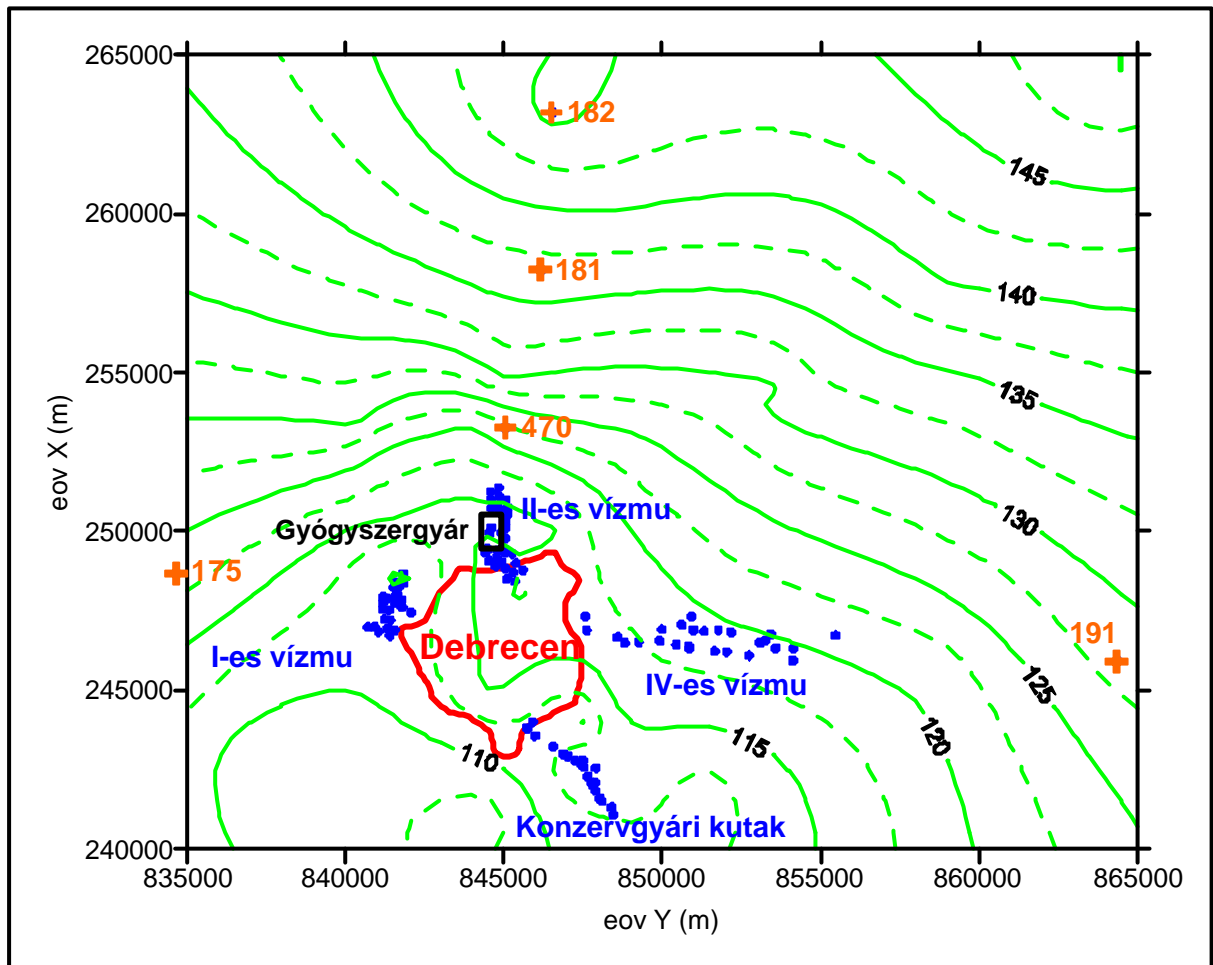 265000
182
145
260000
181
140
255000
135
eov X (m)
470
II-es vízmu
130
250000
Gyógyszergyár
175
Debrecen
191
I-es vízmu
IV-es vízmu
245000
125
110
115
120
Konzervgyári kutak
240000
835000 840000 845000 850000 855000 860000 865000
eov Y (m)